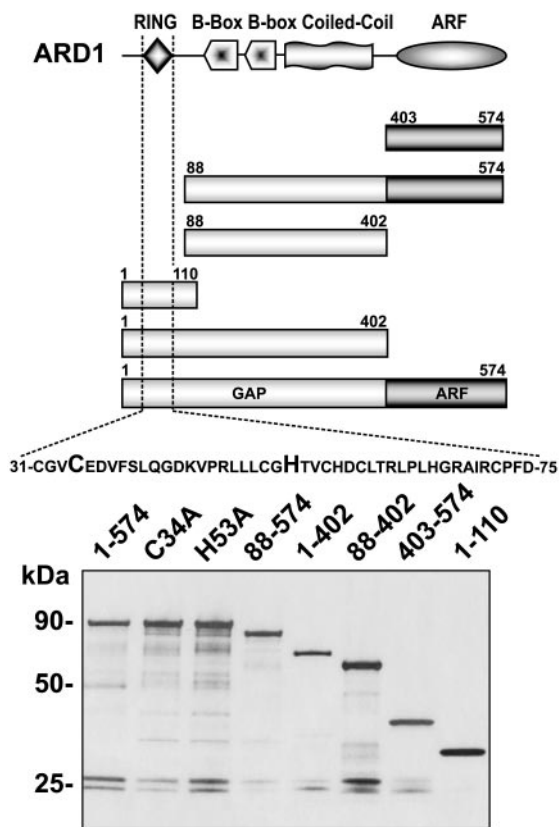 RING B-Box B-box Coiled-Coil ARF
ARD1
403 574
88 574
88 402
1 110
1 402
1 574
GAP ARF
31-CGVCEDVFSLQGDKVPRLLLCGHTVCHDCLTRLPLHGRAIRCPFD-75
1-574 C34A H53A 88-574 1-402 88-402 403-574 1-110
kDa
90-
50-
25-